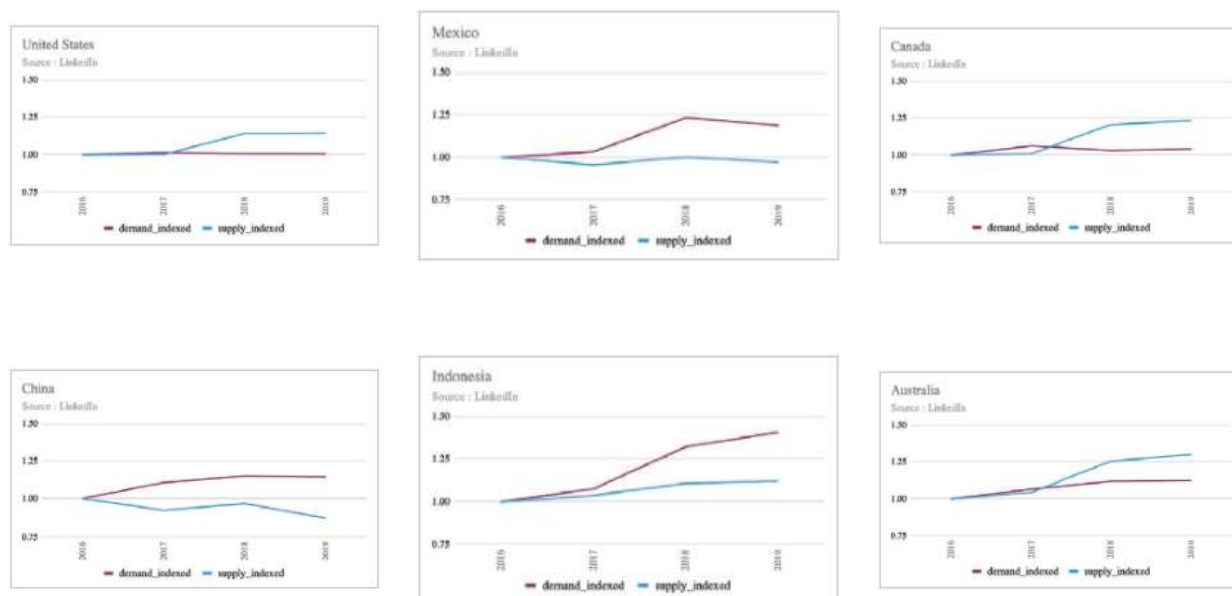 United States
Source : LinkedIn
1.50
1.25
1.00
0.75
2016
2017
2018
2019
demand_indexed supply_indexed
Mexico
Source : LinkedIn
1.50
1.25
1.00
0.75
2016
2017
2018
2019
demand_indexed supply_indexed
Canada
Source : LinkedIn
1.50
1.25
1.00
0.75
2016
2017
2018
2019
demand_indexed supply_indexed
China
Source : LinkedIn
1.50
1.25
1.00
0.75
2016
2017
2018
2019
demand_indexed supply_indexed
Indonesia
Source : LinkedIn
1.50
1.25
1.00
0.75
2016
2017
2018
2019
demand_indexed supply_indexed
Australia
Source : LinkedIn
1.50
1.25
1.00
0.75
2016
2017
2018
2019
demand_indexed supply_indexed